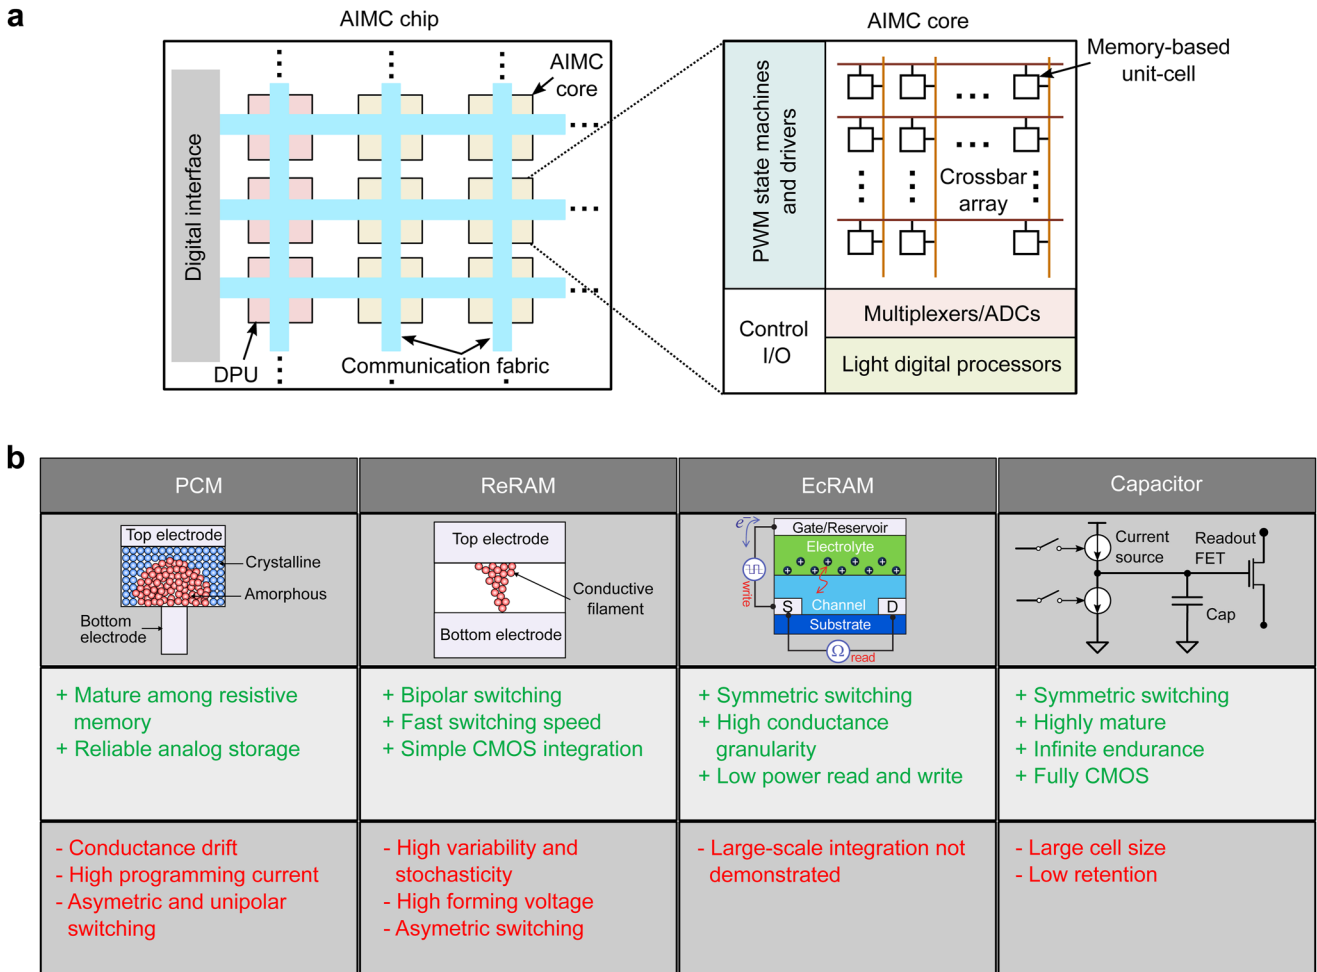 a
AIMC chip
AIMC core
AIMC
core
Digital interface
DPU
Communication fabric
PWM state machines
and drivers
Memory-based
unit-cell
Crossbar
array
Control
I/O
Multiplexers/ADCs
Light digital processors
b
PCM
ReRAM
EcRAM
Capacitor
Top electrode
Crystalline
Amorphous
Bottom
electrode
Top electrode
Conductive
filament
Bottom electrode
e⁻
Gate/Reservoir
Electrolyte
+ + + + + + + +
write
S
Channel
D
Substrate
Ω
read
Current
source
Readout
FET
Cap
+ Mature among resistive
memory
+ Reliable analog storage
+ Bipolar switching
+ Fast switching speed
+ Simple CMOS integration
+ Symmetric switching
+ High conductance
granularity
+ Low power read and write
+ Symmetric switching
+ Highly mature
+ Infinite endurance
+ Fully CMOS
- Conductance drift
- High programming current
- Asymetric and unipolar
switching
- High variability and
stochasticity
- High forming voltage
- Asymetric switching
- Large-scale integration not
demonstrated
- Large cell size
- Low retention